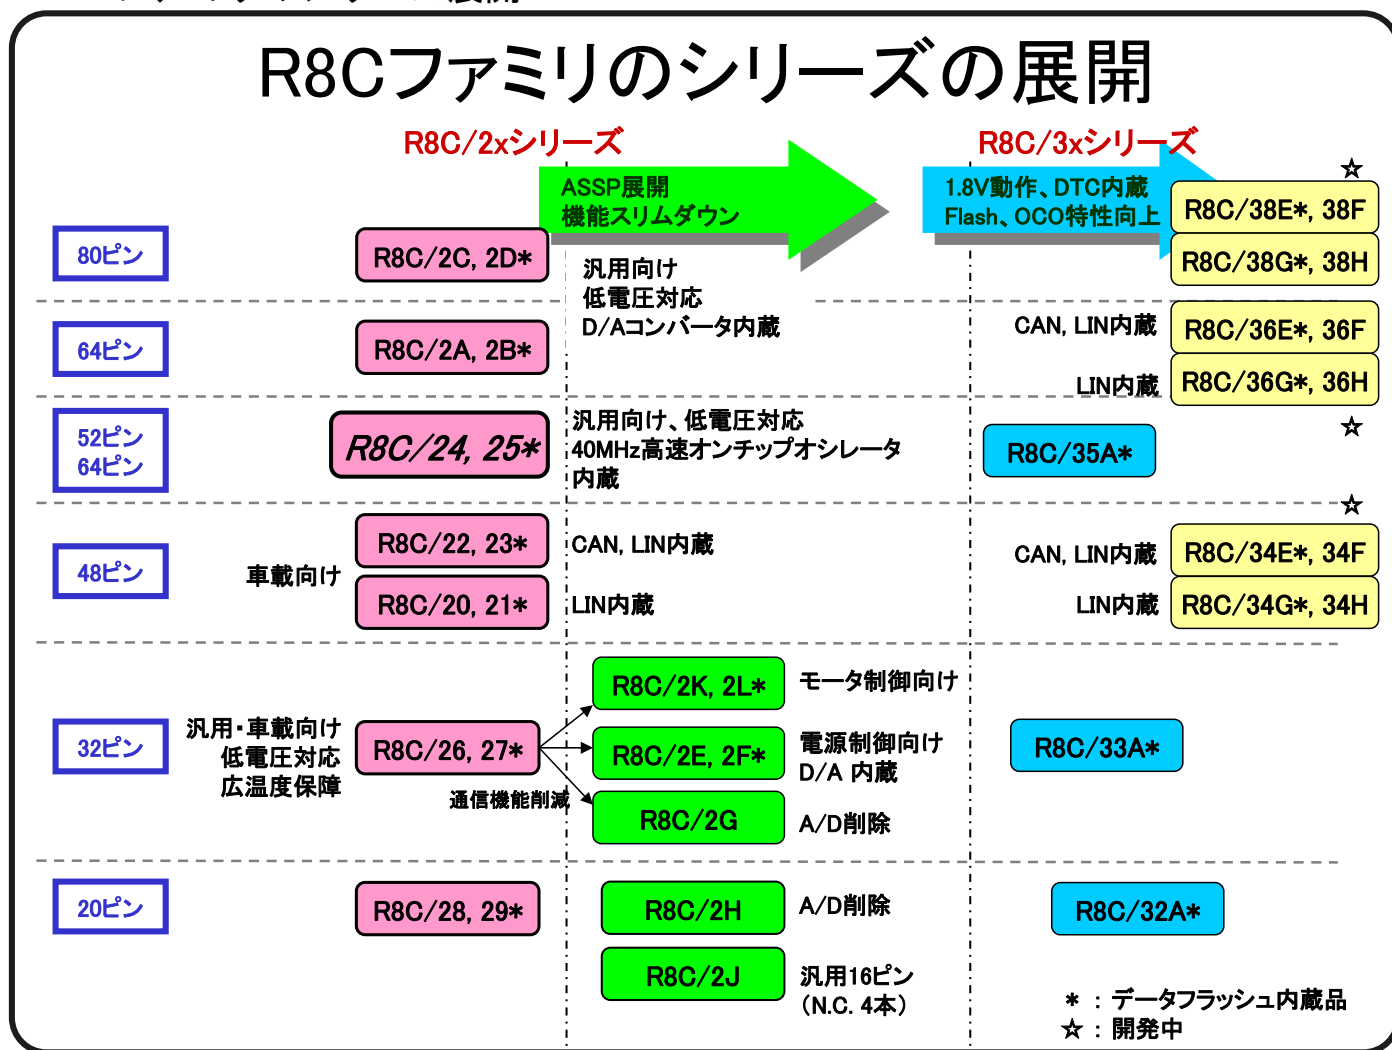 R8Cファミリのシリーズの展開
R8C/2xシリーズ
R8C/3xシリーズ
ASSP展開
機能スリムダウン
1.8V動作、DTC内蔵
Flash、OCO特性向上
☆
R8C/38E*, 38F
R8C/38G*, 38H
80ピン
R8C/2C, 2D*
汎用向け
低電圧対応
D/Aコンバータ内蔵
64ピン
R8C/2A, 2B*
CAN, LIN内蔵
R8C/36E*, 36F
LIN内蔵
R8C/36G*, 36H
☆
52ピン
64ピン
R8C/24, 25*
汎用向け、低電圧対応
40MHz高速オンチップオシレータ
内蔵
R8C/35A*
☆
48ピン
車載向け
R8C/22, 23*
CAN, LIN内蔵
R8C/20, 21*
LIN内蔵
CAN, LIN内蔵
R8C/34E*, 34F
LIN内蔵
R8C/34G*, 34H
32ピン
汎用・車載向け
低電圧対応
広温度保障
R8C/26, 27*
通信機能削減
R8C/2K, 2L*
モータ制御向け
R8C/2E, 2F*
電源制御向け
D/A 内蔵
R8C/2G
A/D削除
R8C/33A*
20ピン
R8C/28, 29*
R8C/2H
A/D削除
R8C/2J
汎用16ピン
（N.C. 4本）
R8C/32A*
* : データフラッシュ内蔵品
☆ : 開発中